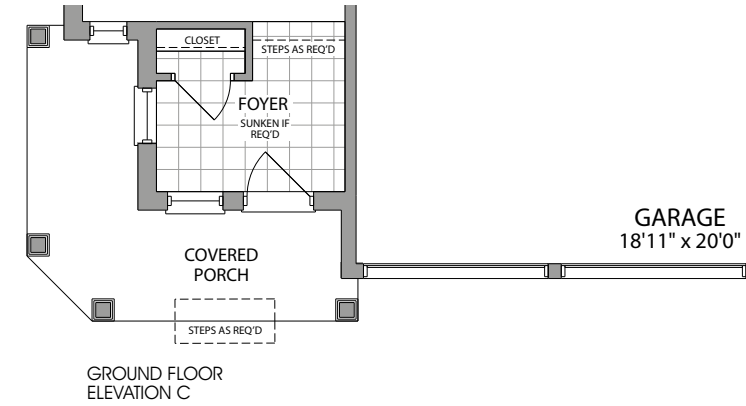 CLOSET
STEPS AS REQ'D
FOYER
SUNKEN IF
REQ'D
GARAGE
18'11" x 20'0"
COVERED
PORCH
STEPS AS REQ'D
GROUND FLOOR
ELEVATION C